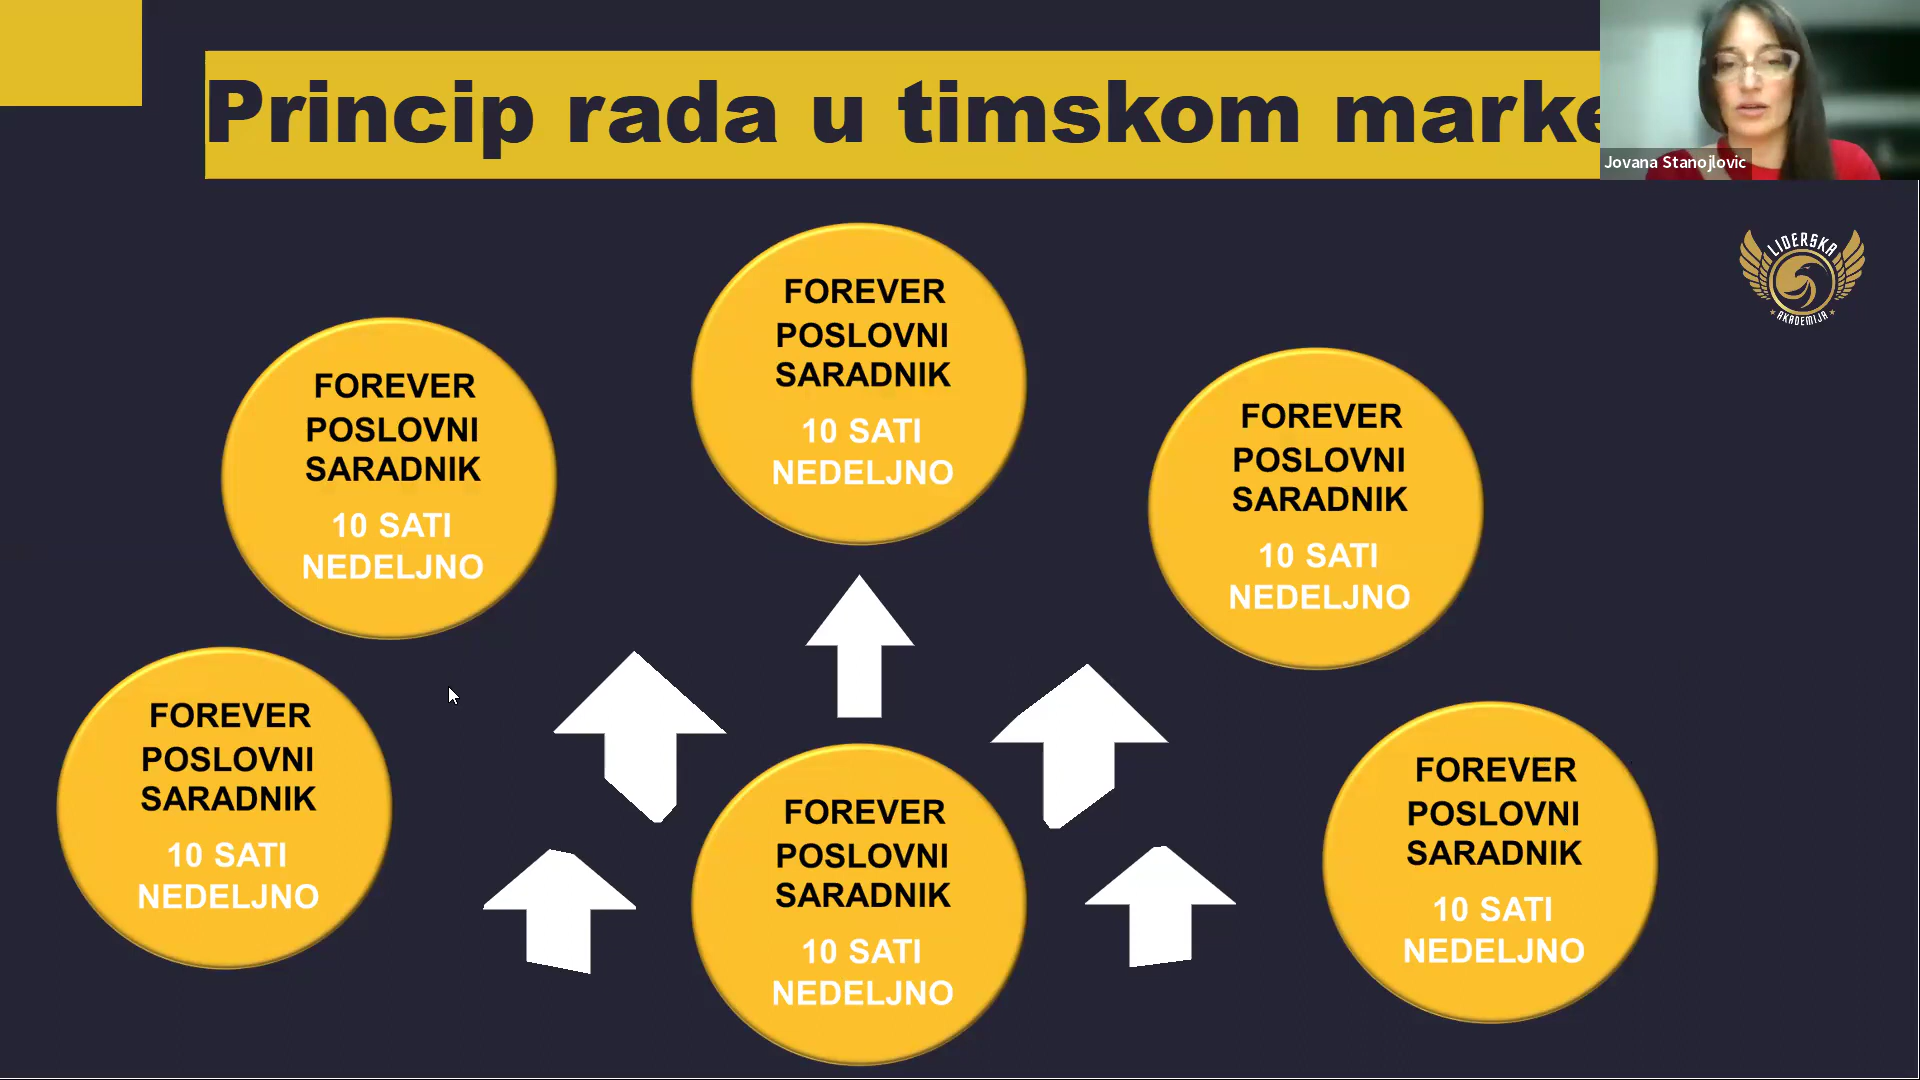 Princip rada u timskom marke
Jovana Stanojlovic
LIDERSKA
AKADEMIJA
FOREVER
POSLOVNI
SARADNIK
10 SATI
NEDELJNO
FOREVER
POSLOVNI
SARADNIK
10 SATI
NEDELJNO
FOREVER
POSLOVNI
SARADNIK
10 SATI
NEDELJNO
FOREVER
POSLOVNI
SARADNIK
10 SATI
NEDELJNO
FOREVER
POSLOVNI
SARADNIK
10 SATI
NEDELJNO
FOREVER
POSLOVNI
SARADNIK
10 SATI
NEDELJNO